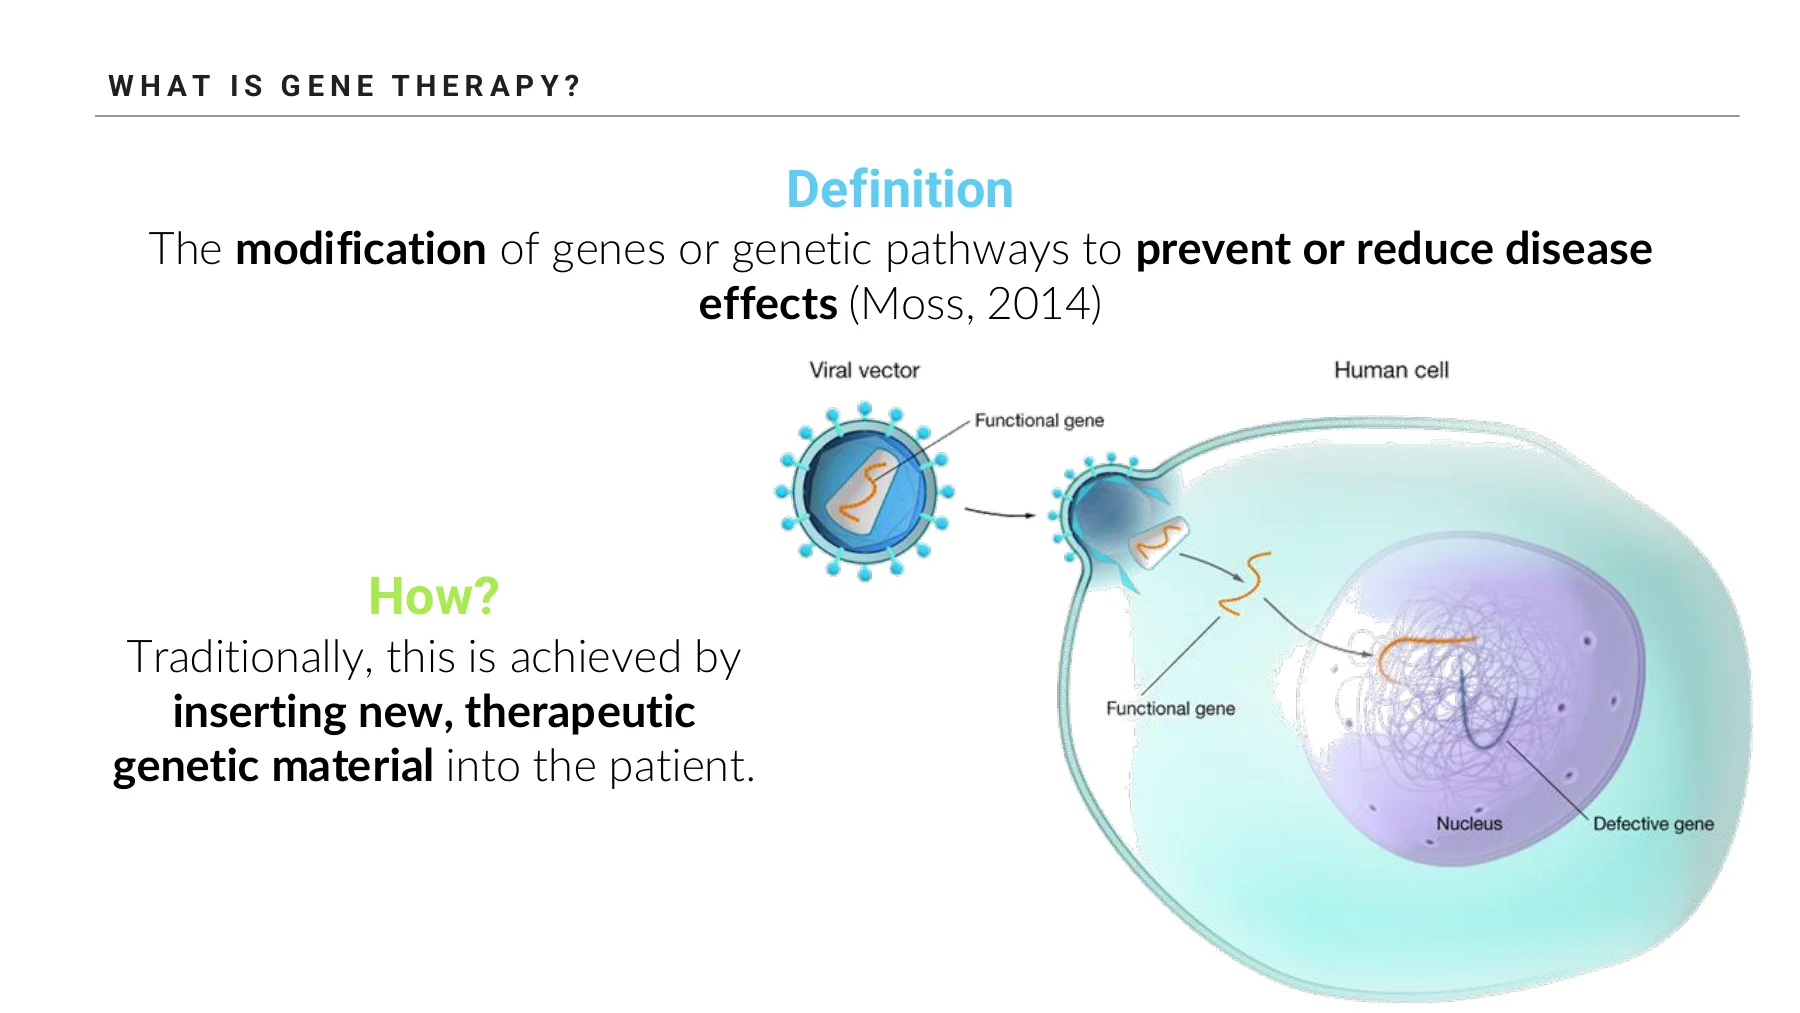 WHAT IS GENE THERAPY?
Definition
The modification of genes or genetic pathways to prevent or reduce disease
effects (Moss, 2014)
Viral vector
Human cell
Functional gene
How?
Traditionally, this is achieved by
inserting new, therapeutic
genetic material into the patient.
Functional gene
Nucleus
Defective gene